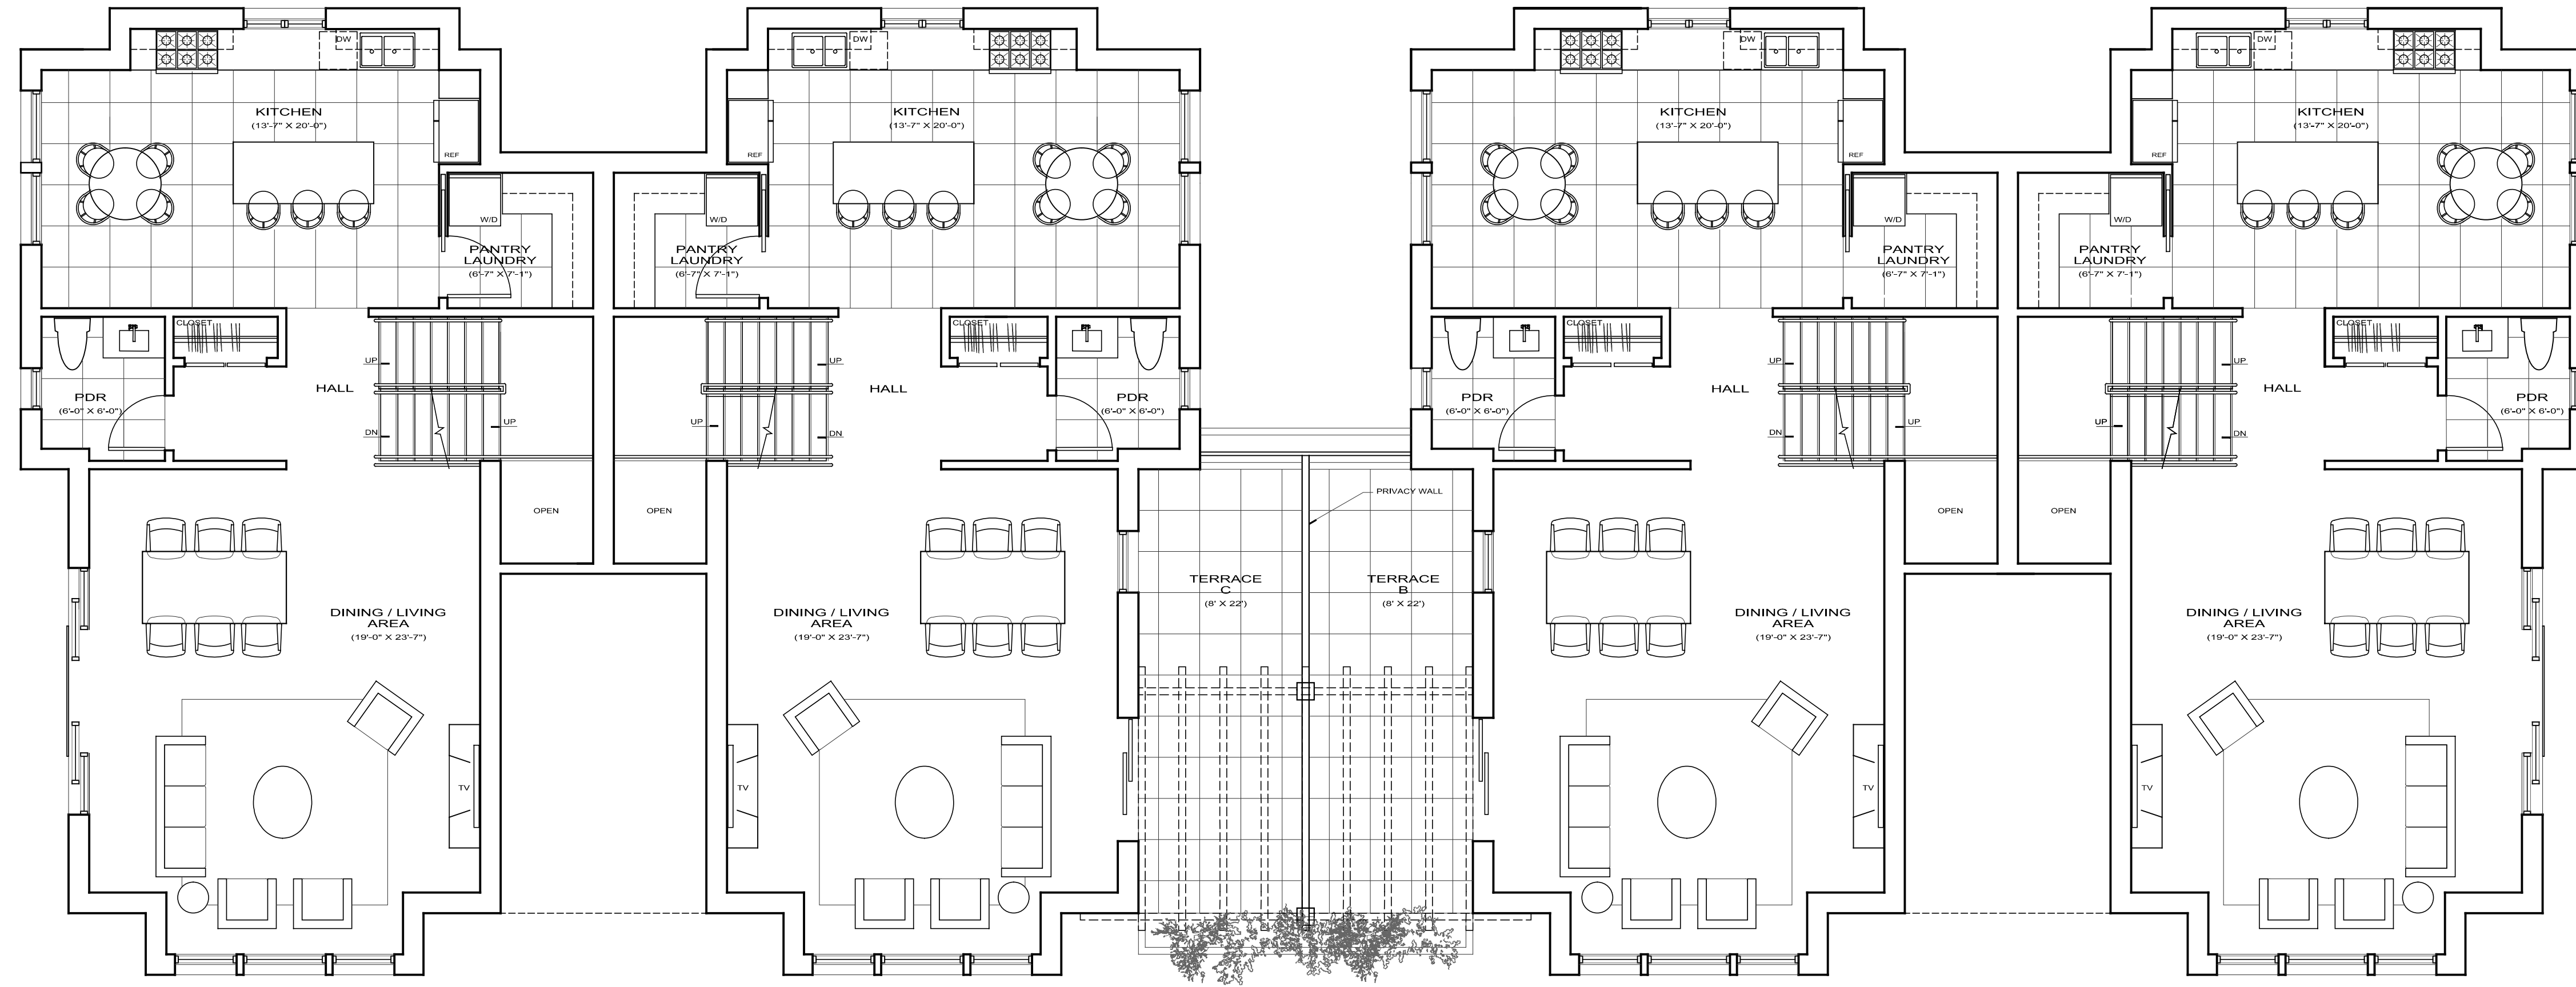 DW
KITCHEN
(13'-7" X 20'-0")
REF
W/D
PANTRY
LAUNDRY
(6'-7" X 7'-1")
CLOSET
UP
HALL
PDR
(6'-0" X 6'-0")
DN
UP
OPEN
DINING / LIVING
AREA
(19'-0" X 23'-7")
TV
DW
KITCHEN
(13'-7" X 20'-0")
REF
W/D
PANTRY
LAUNDRY
(6'-7" X 7'-1")
CLOSET
UP
HALL
PDR
(6'-0" X 6'-0")
UP
DN
OPEN
DINING / LIVING
AREA
(19'-0" X 23'-7")
TV
PRIVACY WALL
TERRACE
C
(8' X 22')
TERRACE
B
(8' X 22')
DW
KITCHEN
(13'-7" X 20'-0")
REF
W/D
PANTRY
LAUNDRY
(6'-7" X 7'-1")
CLOSET
UP
HALL
PDR
(6'-0" X 6'-0")
DN
UP
OPEN
DINING / LIVING
AREA
(19'-0" X 23'-7")
TV
DW
KITCHEN
(13'-7" X 20'-0")
REF
W/D
PANTRY
LAUNDRY
(6'-7" X 7'-1")
CLOSET
UP
HALL
PDR
(6'-0" X 6'-0")
UP
DN
OPEN
DINING / LIVING
AREA
(19'-0" X 23'-7")
TV